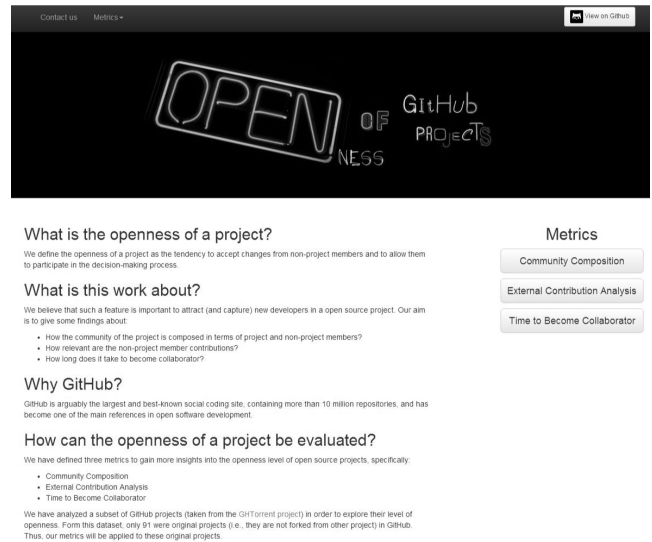 Contact us Metrics
View on Github
OPEN NESS OF GItHub PROjEcTS
What is the openness of a project?
We define the openness of a project as the tendency to accept changes from non-project members and to allow them
to participate in the decision-making process.
What is this work about?
We believe that such a feature is important to attract (and capture) new developers in a open source project. Our aim
is to give some findings about:
• How the community of the project is composed in terms of project and non-project members?
• How relevant are the non-project member contributions?
• How long does it take to become collaborator?
Why GitHub?
GitHub is arguably the largest and best-known social coding site, containing more than 10 million repositories, and has
become one of the main references in open software development.
How can the openness of a project be evaluated?
We have defined three metrics to gain more insights into the openness level of open source projects, specifically:
• Community Composition
• External Contribution Analysis
• Time to Become Collaborator
We have analyzed a subset of GitHub projects (taken from the GHTorrent project) in order to explore their level of
openness. Form this dataset, only 91 were original projects (i.e., they are not forked from other project) in GitHub.
Thus, our metrics will be applied to these original projects.
Metrics
Community Composition
External Contribution Analysis
Time to Become Collaborator